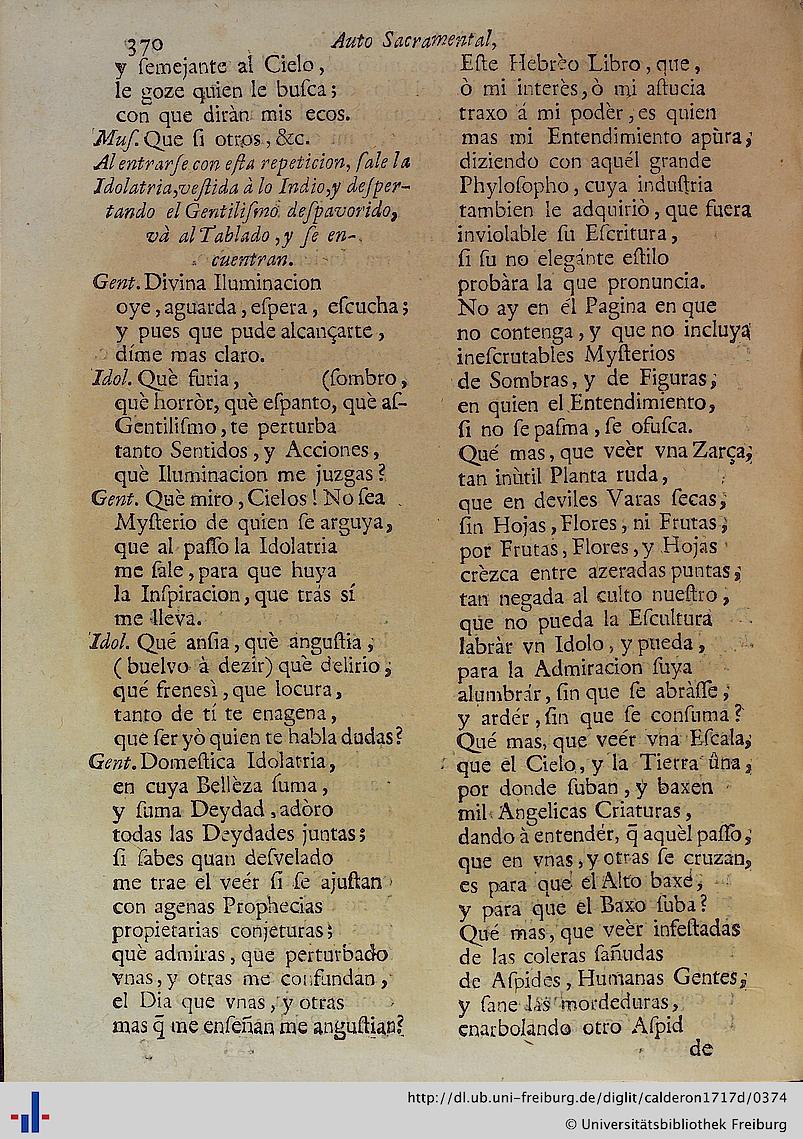 370 Auto Sacramental,
y ſemejante al Cielo,
le goze quien le buſca;
con que diràn mis ecos.
Muſ. Que ſi otros, &c.
Al entrarſe con eſta repeticion, ſale la
Idolatria, veſtida à lo Indio, y deſper-
tando el Gentiliſmo deſpavorido,
và al Tablado, y ſe en-
cuentran.
Gent. Divina Iluminacion
oye, aguarda, eſpera, eſcucha;
y pues que pude alcançarte,
díme mas claro.
Idol. Què furia, (ſombro,
què horròr, què eſpanto, què aſ-
Gentiliſmo, te perturba
tanto Sentidos, y Acciones,
què Iluminacion me juzgas?
Gent. Què miro, Cielos! No ſea
Myſterio de quien ſe arguya,
que al paſſo la Idolatria
me ſale, para que huya
la Inſpiracion, que trás sí
me lleva.
Idol. Qué anſia, què anguſtia,
(buelvo à dezir) què delirio,
qué freneſì, que locura,
tanto de tí te enagena,
que ſer yò quien te habla dudas?
Gent. Domeſtica Idolatria,
en cuya Bellèza ſuma,
y ſuma Deydad, adòro
todas las Deydades juntas;
ſi ſabes quan deſvelado
me trae el veér ſi ſe ajuſtan
con agenas Prophecias
propietarias conjeturas;
què admiras, que perturbado
vnas, y otras me confundan,
el Dia que vnas, y otras
mas q̃ me enſeñan me anguſtian?
Eſte Hebrèo Libro, que,
ò mi interès, ò mi aſtucia
traxo á mi podèr, es quien
mas mi Entendimiento apùra;
diziendo con aquél grande
Phyloſopho, cuya induſtria
tambien le adquiriò, que fuera
inviolable ſu Eſcritura,
ſi ſu no elegánte eſtilo
probàra la que pronuncia.
No ay en él Pagina en que
no contenga, y que no incluya
ineſcrutables Myſterios
de Sombras, y de Figuras,
en quien el Entendimiento,
ſi no ſe paſma, ſe ofuſca.
Qué mas, que veèr vna Zarça,
tan inùtil Planta ruda,
que en deviles Varas ſecas,
ſin Hojas, Flores, ni Frutas,
por Frutas, Flores, y Hojas
crèzca entre azeradas puntas,
tan negada al culto nueſtro,
que no pueda la Eſcultura
labràr vn Idolo, y pueda,
para la Admiracion ſuya
alumbrár, ſin que ſe abràſſe,
y ardér, ſin que ſe conſuma?
Qué mas, que veér vna Eſcala,
que el Cielo, y la Tierra ûna,
por donde ſuban, y baxen
mil Angelicas Criaturas,
dando à entendér, q̃ aquèl paſſo,
que en vnas, y otras ſe cruzan,
es para que el Alto baxé,
y para que el Baxo ſuba?
Qué mas, que veèr infeſtadas
de las coleras ſañudas
de Aſpides, Humanas Gentes,
y ſane las mordeduras,
enarbolando otro Aſpid
de
http://dl.ub.uni-freiburg.de/diglit/calderon1717d/0374
© Universitätsbibliothek Freiburg